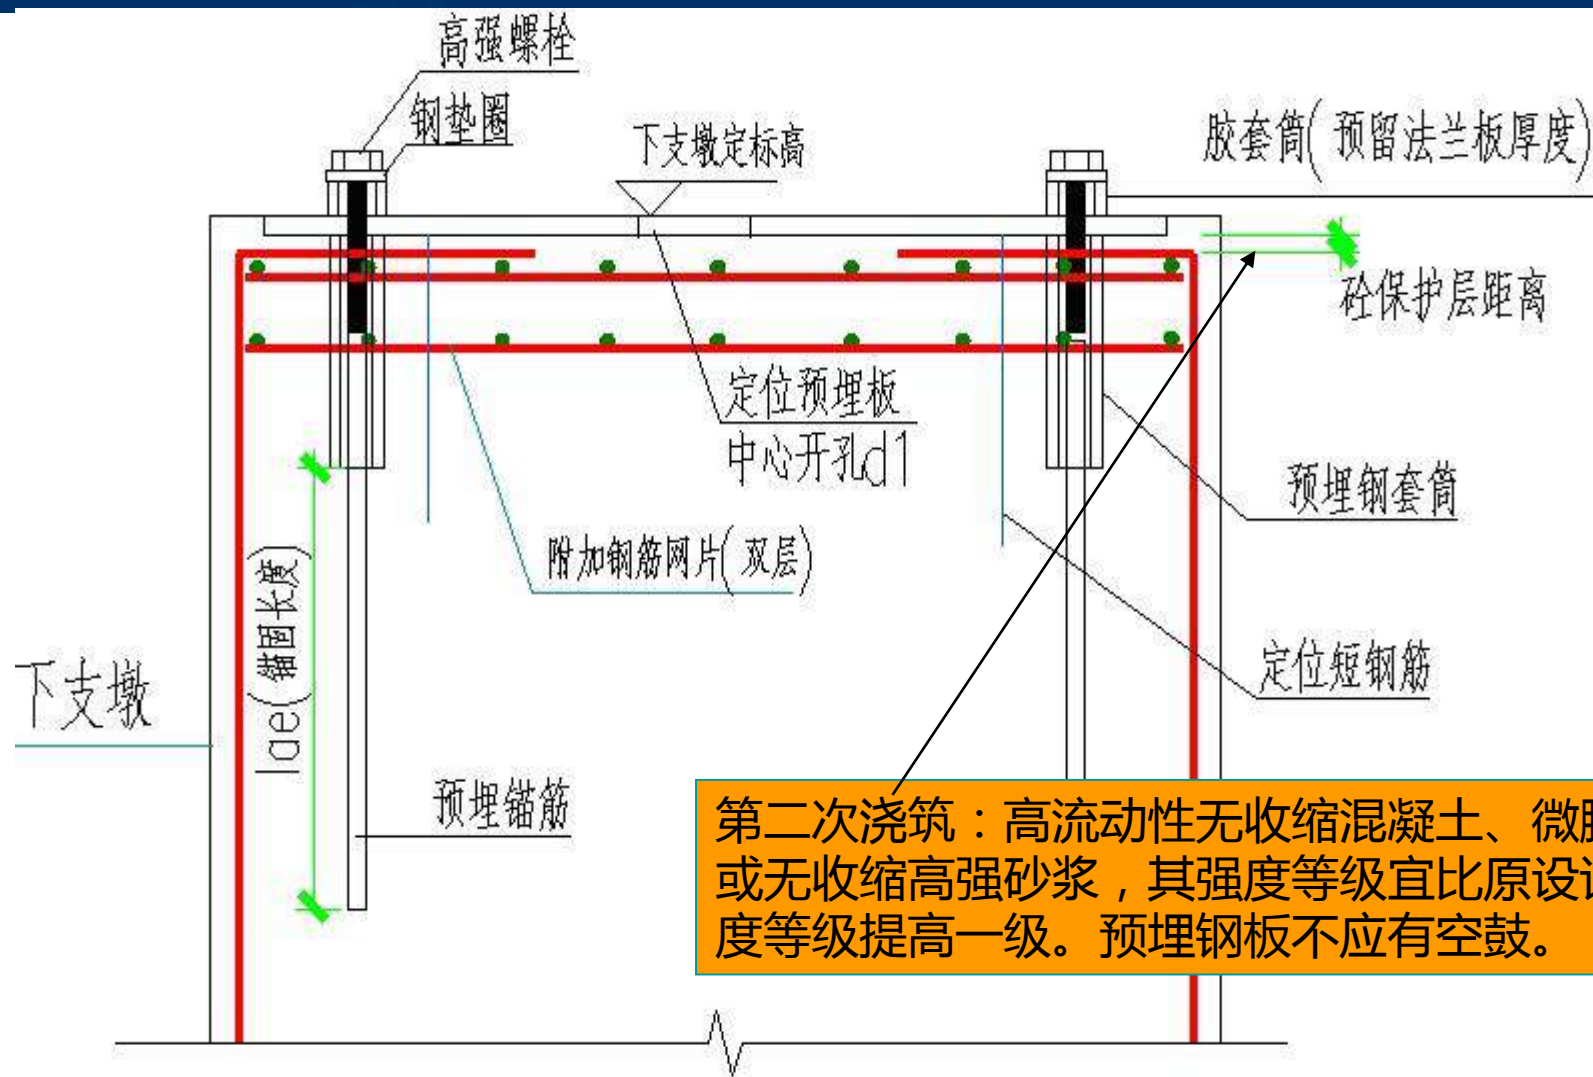 高强螺栓
钢垫圈
下支墩定标高
胶套筒(预留法兰板厚度)
砼保护层距离
定位预埋板
中心开孔d1
预埋钢套筒
附加钢筋网片(双层)
lae(锚固长度)
定位短钢筋
下支墩
预埋锚筋
第二次浇筑：高流动性无收缩混凝土、微
或无收缩高强砂浆，其强度等级宜比原设
度等级提高一级。预埋钢板不应有空鼓。